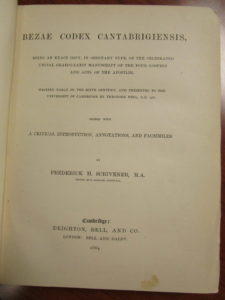 BEZAE CODEX CANTABRIGIENSIS,
BEING AN EXACT COPY, IN ORDINARY TYPE, OF THE CELEBRATED
UNCIAL GRAECO-LATIN MANUSCRIPT OF THE FOUR GOSPELS
AND ACTS OF THE APOSTLES,
WRITTEN EARLY IN THE SIXTH CENTURY, AND PRESENTED TO THE
UNIVERSITY OF CAMBRIDGE BY THEODORE BEZA, A.D. 1581.
EDITED WITH
A CRITICAL INTRODUCTION, ANNOTATIONS, AND FACSIMILES
BY
FREDERICK H. SCRIVENER, M.A.
Cambridge:
DEIGHTON, BELL, AND CO.
LONDON: BELL AND DALDY.
1864